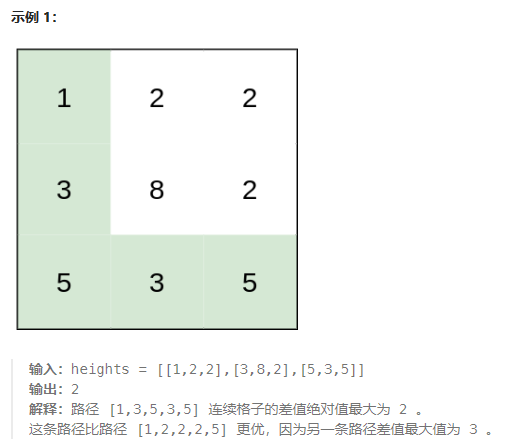 示例 1：
1 2 2
3 8 2
5 3 5
输入：heights = [[1,2,2],[3,8,2],[5,3,5]]
输出：2
解释：路径 [1,3,5,3,5] 连续格子的差值绝对值最大为 2 。
这条路径比路径 [1,2,2,2,5] 更优，因为另一条路径差值最大值为 3 。